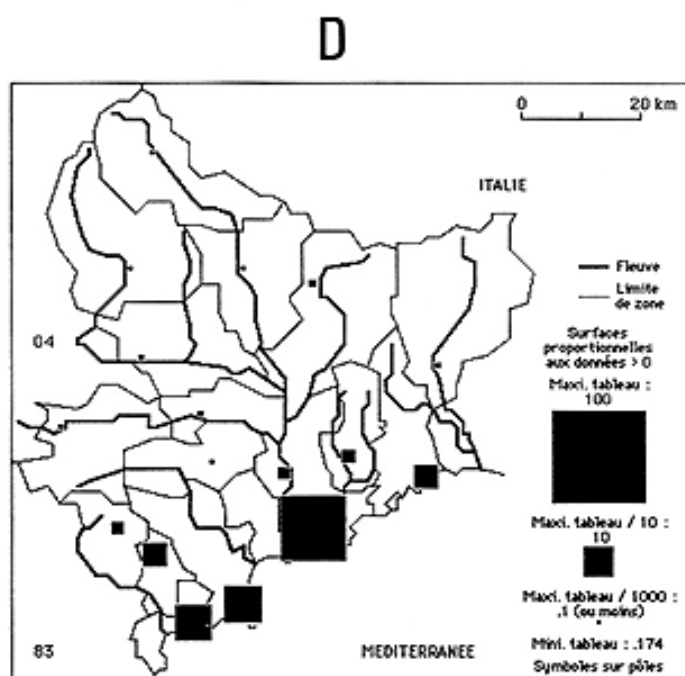 D
0 20 km
ITALIE
Fleuve
Limite
de zone
04
Surfaces
proportionnelles
aux données > 0
Maxi. tableau :
100
Maxi. tableau / 10 :
10
Maxi. tableau / 1000 :
.1 (ou moins)
Mini. tableau : .174
83
MEDITERRANEE
Symboles sur pôles